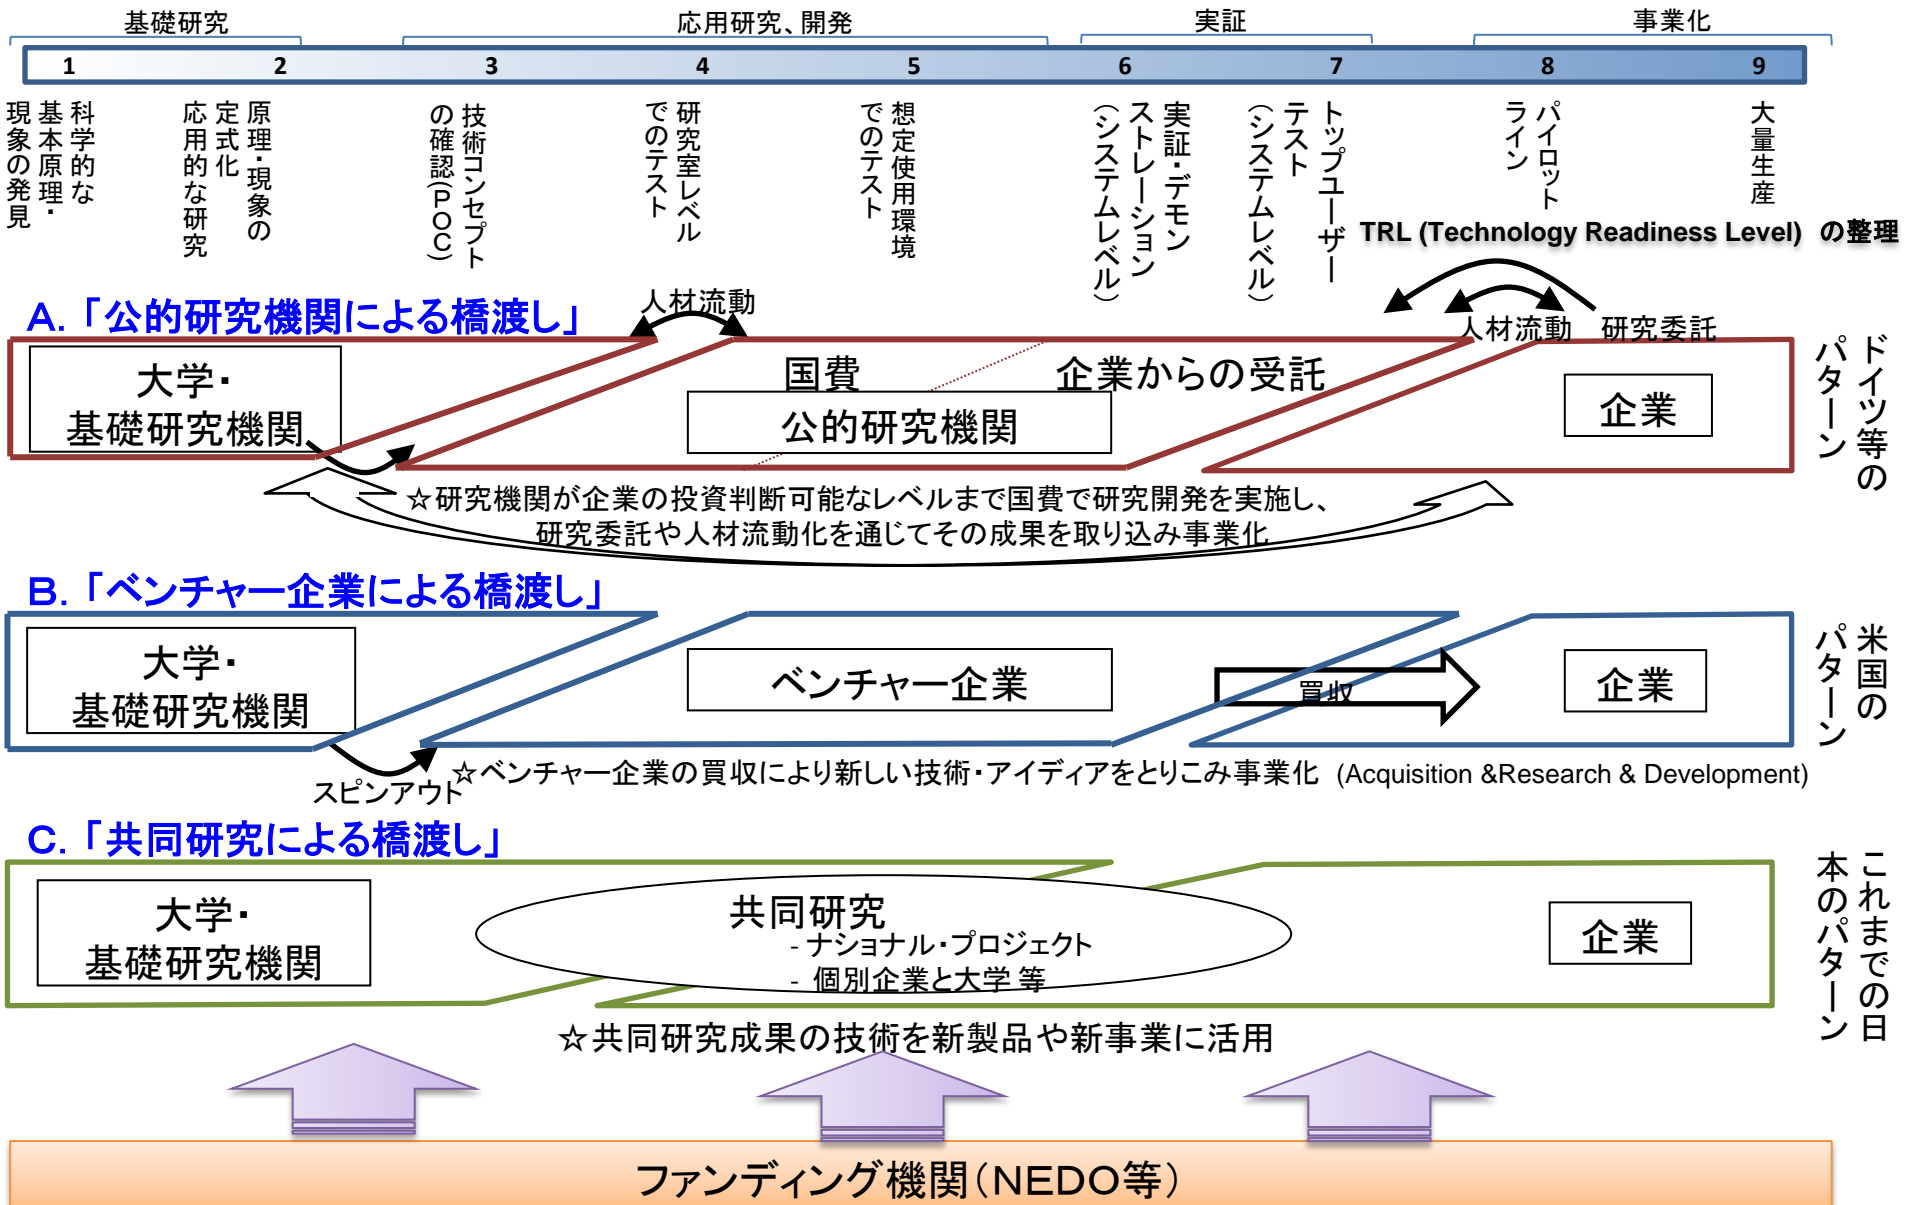 基礎研究
応用研究、開発
実証
事業化
1 2 3 4 5 6 7 8 9
科学的な
基本原理・
現象の発見
原理・現象の
定式化
応用的な研究
技術コンセプト
の確認(POC)
研究室レベル
でのテスト
想定使用環境
でのテスト
実証・デモン
ストレーション
(システムレベル)
トップユーザー
テスト
(システムレベル)
パイロット
ライン
大量生産
TRL (Technology Readiness Level) の整理
A.「公的研究機関による橋渡し」
人材流動
人材流動
研究委託
大学・
基礎研究機関
国費
企業からの受託
公的研究機関
企業
ドイツ等の
パターン
☆研究機関が企業の投資判断可能なレベルまで国費で研究開発を実施し、
研究委託や人材流動化を通じてその成果を取り込み事業化
B.「ベンチャー企業による橋渡し」
大学・
基礎研究機関
ベンチャー企業
買収
企業
米国の
パターン
スピンアウト
☆ベンチャー企業の買収により新しい技術・アイディアをとりこみ事業化 (Acquisition &Research & Development)
C.「共同研究による橋渡し」
大学・
基礎研究機関
共同研究
- ナショナル・プロジェクト
- 個別企業と大学 等
企業
これまでの日
本のパターン
☆共同研究成果の技術を新製品や新事業に活用
ファンディング機関(NEDO等)